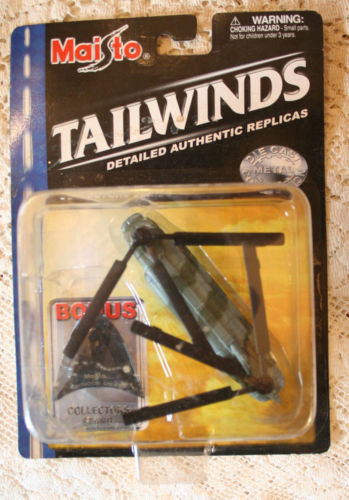 Maisto®
⚠WARNING:
CHOKING HAZARD - Small parts.
Not for children under 3 years.
TAILWINDS
DETAILED AUTHENTIC REPLICAS
DIE CAST
METAL
BONUS
COLLECTORS